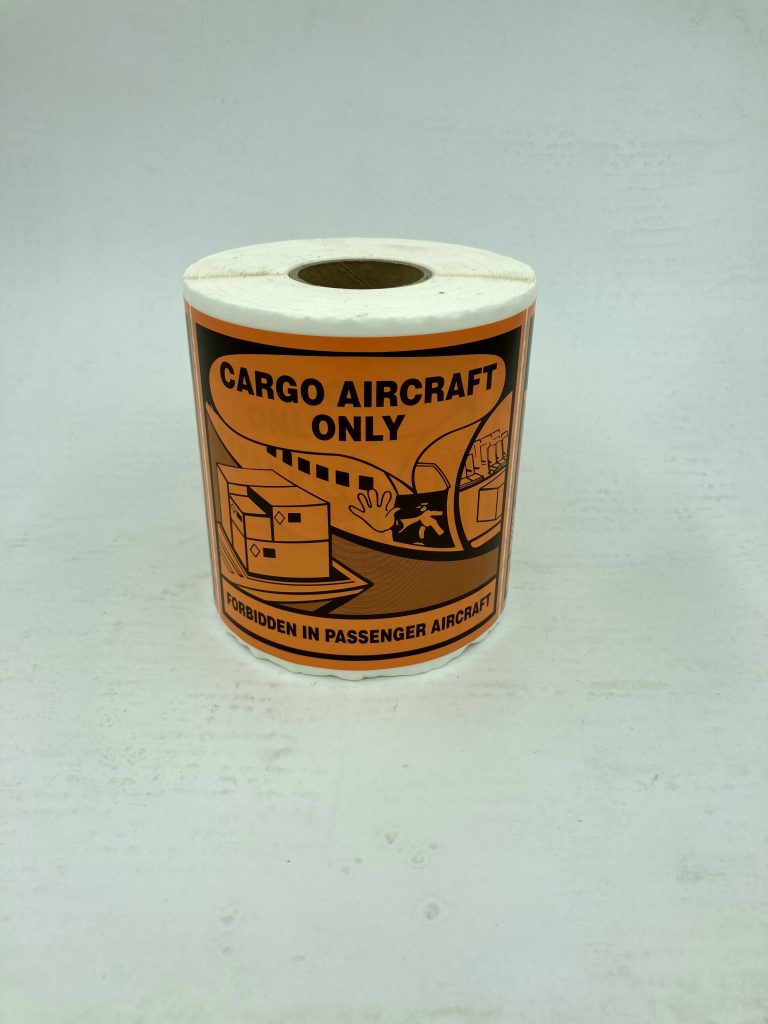 CARGO AIRCRAFT
ONLY
FORBIDDEN IN PASSENGER AIRCRAFT